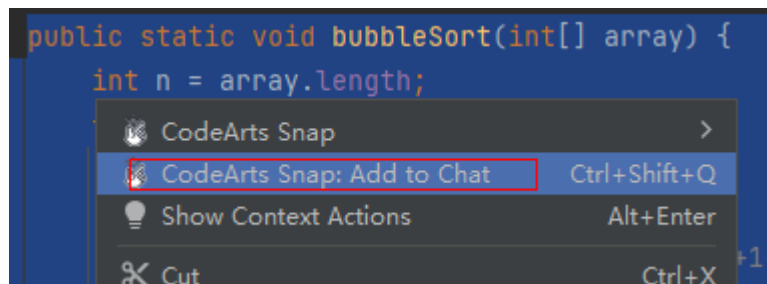 public static void bubbleSort(int[] array) {
int n = array.length;
CodeArts Snap >
CodeArts Snap: Add to Chat Ctrl+Shift+Q
Show Context Actions Alt+Enter
+1
Cut Ctrl+X